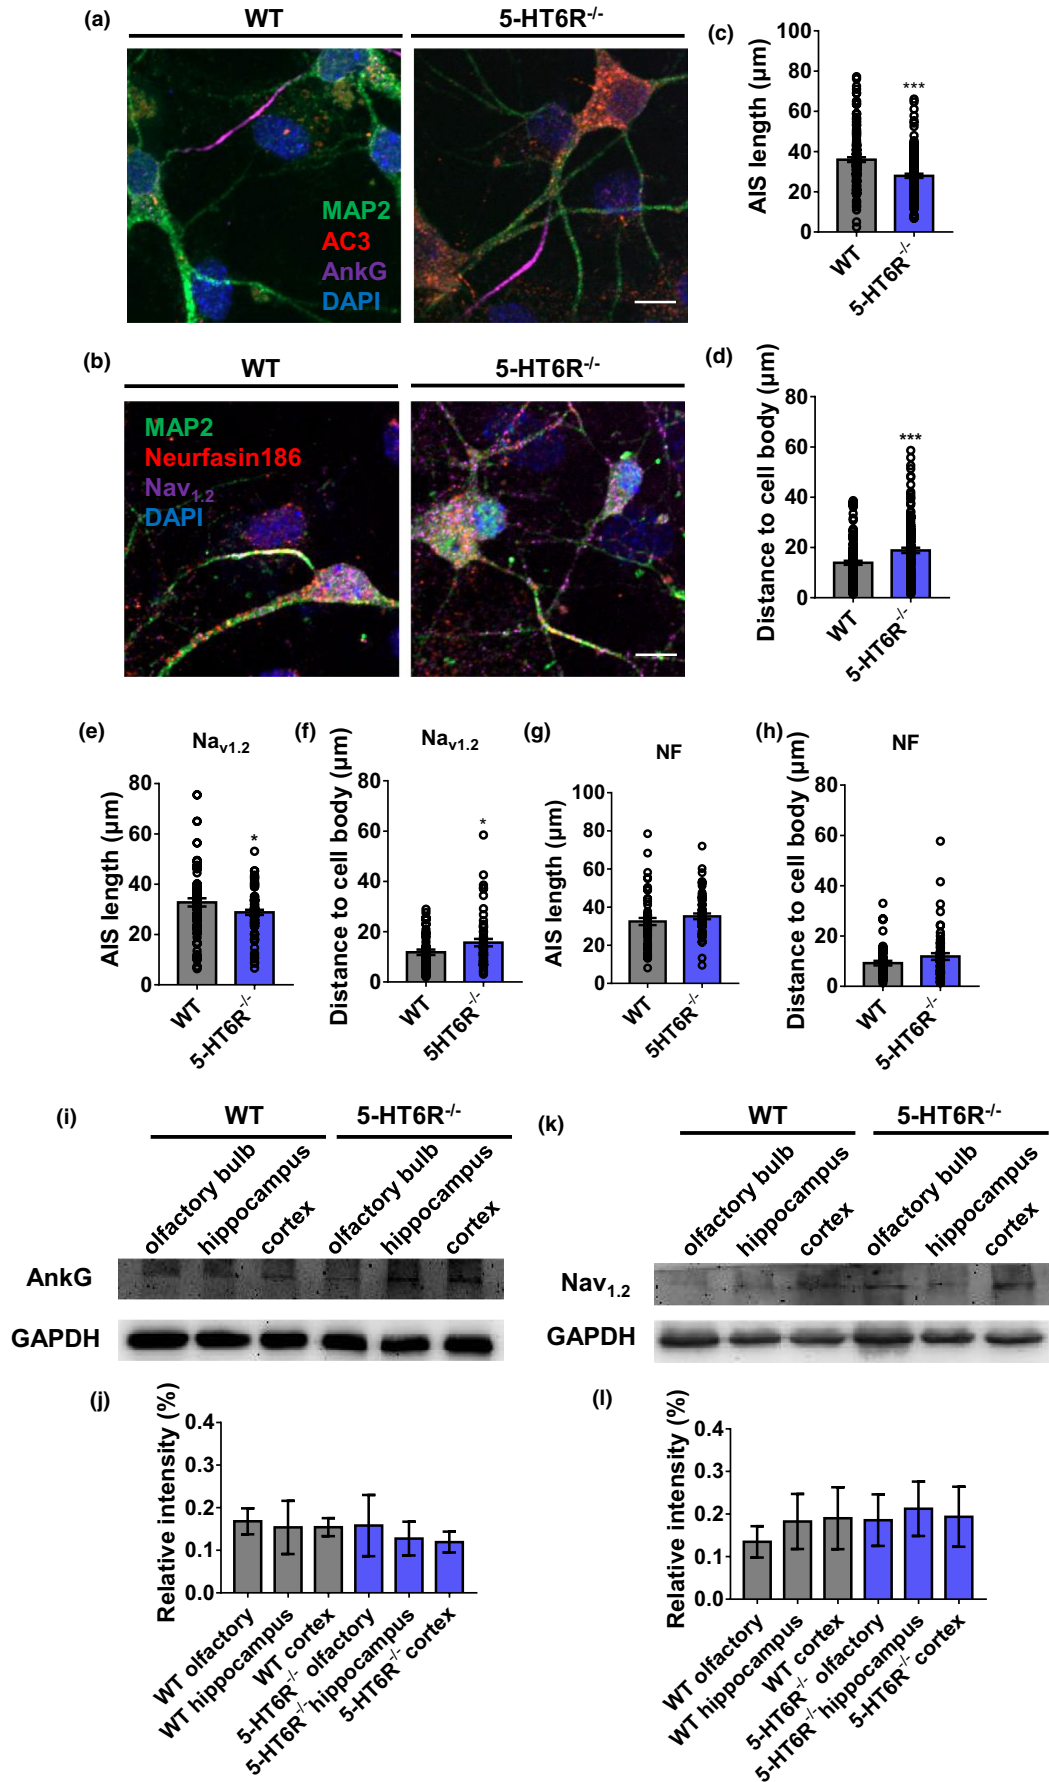 (a)
WT
5-HT6R-/-
MAP2
AC3
AnkG
DAPI
(b)
WT
5-HT6R-/-
MAP2
Neurfasin186
Nav1.2
DAPI
(c)
AIS length (µm)
100
80
60
40
20
0
***
WT
5-HT6R-/-
(d)
Distance to cell body (µm)
80
60
40
20
0
***
WT
5-HT6R-/-
(e)
Nav1.2
AIS length (µm)
80
60
40
20
0
*
WT
5-HT6R-/-
(f)
Nav1.2
Distance to cell body (µm)
80
60
40
20
0
*
WT
5HT6R-/-
(g)
NF
AIS length (µm)
100
80
60
40
20
0
WT
5HT6R-/-
(h)
NF
Distance to cell body (µm)
80
60
40
20
0
WT
5-HT6R-/-
(i)
WT
5-HT6R-/-
olfactory bulb
hippocampus
cortex
olfactory bulb
hippocampus
cortex
AnkG
GAPDH
(k)
WT
5-HT6R-/-
olfactory bulb
hippocampus
cortex
olfactory bulb
hippocampus
cortex
Nav1.2
GAPDH
(j)
Relative intensity (%)
0.4
0.3
0.2
0.1
0.0
WT olfactory
WT hippocampus
WT cortex
5-HT6R-/- olfactory
5-HT6R-/- hippocampus
5-HT6R-/- cortex
(l)
Relative intensity (%)
0.4
0.3
0.2
0.1
0.0
WT olfactory
WT hippocampus
WT cortex
5-HT6R-/- olfactory
5-HT6R-/- hippocampus
5-HT6R-/- cortex